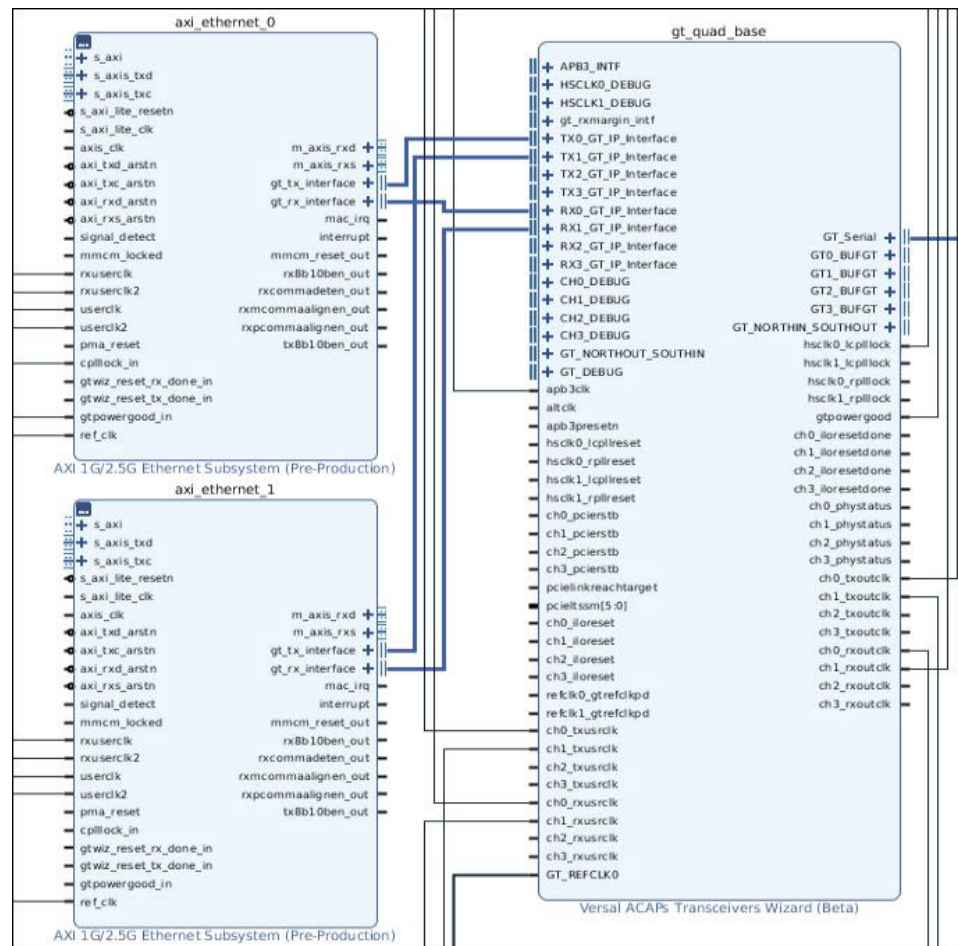 axi_ethernet_0
s_axi
s_axis_txd
s_axis_txc
s_axi_lite_resetn
s_axi_lite_clk
axis_clk
axi_txd_arstn
axi_txc_arstn
axi_rxd_arstn
axi_rxs_arstn
signal_detect
mmcm_locked
rxuserclk
rxuserclk2
userclk
userclk2
pma_reset
cplllock_in
gtwiz_reset_rx_done_in
gtwiz_reset_tx_done_in
gtpowergood_in
ref_clk
m_axis_rxd
m_axis_rxs
gt_tx_interface
gt_rx_interface
mac_irq
interrupt
mmcm_reset_out
rx8b10ben_out
rxcommadeten_out
rxmcommaalignen_out
rxpcommaalignen_out
tx8b10ben_out
AXI 1G/2.5G Ethernet Subsystem (Pre-Production)
axi_ethernet_1
s_axi
s_axis_txd
s_axis_txc
s_axi_lite_resetn
s_axi_lite_clk
axis_clk
axi_txd_arstn
axi_txc_arstn
axi_rxd_arstn
axi_rxs_arstn
signal_detect
mmcm_locked
rxuserclk
rxuserclk2
userclk
userclk2
pma_reset
cplllock_in
gtwiz_reset_rx_done_in
gtwiz_reset_tx_done_in
gtpowergood_in
ref_clk
m_axis_rxd
m_axis_rxs
gt_tx_interface
gt_rx_interface
mac_irq
interrupt
mmcm_reset_out
rx8b10ben_out
rxcommadeten_out
rxmcommaalignen_out
rxpcommaalignen_out
tx8b10ben_out
AXI 1G/2.5G Ethernet Subsystem (Pre-Production)
gt_quad_base
APB3_INTF
HSCLK0_DEBUG
HSCLK1_DEBUG
gt_rxmargin_intf
TX0_GT_IP_Interface
TX1_GT_IP_Interface
TX2_GT_IP_Interface
TX3_GT_IP_Interface
RX0_GT_IP_Interface
RX1_GT_IP_Interface
RX2_GT_IP_Interface
RX3_GT_IP_Interface
CH0_DEBUG
CH1_DEBUG
CH2_DEBUG
CH3_DEBUG
GT_NORTHOUT_SOUTHIN
GT_DEBUG
apb3clk
altclk
apb3presetn
hsclk0_lcpllreset
hsclk0_rpllreset
hsclk1_lcpllreset
hsclk1_rpllreset
ch0_pcierstb
ch1_pcierstb
ch2_pcierstb
ch3_pcierstb
pcielinkreachtarget
pcieltssm[5:0]
ch0_iloreset
ch1_iloreset
ch2_iloreset
ch3_iloreset
refclk0_gtrefclkpd
refclk1_gtrefclkpd
ch0_txusrclk
ch1_txusrclk
ch2_txusrclk
ch3_txusrclk
ch0_rxusrclk
ch1_rxusrclk
ch2_rxusrclk
ch3_rxusrclk
GT_REFCLK0
GT_Serial
GT0_BUFGT
GT1_BUFGT
GT2_BUFGT
GT3_BUFGT
GT_NORTHIN_SOUTHOUT
hsclk0_lcplllock
hsclk1_lcplllock
hsclk0_rplllock
hsclk1_rplllock
gtpowergood
ch0_iloresetdone
ch1_iloresetdone
ch2_iloresetdone
ch3_iloresetdone
ch0_phystatus
ch1_phystatus
ch2_phystatus
ch3_phystatus
ch0_txoutclk
ch1_txoutclk
ch2_txoutclk
ch3_txoutclk
ch0_rxoutclk
ch1_rxoutclk
ch2_rxoutclk
ch3_rxoutclk
Versal ACAPs Transceivers Wizard (Beta)